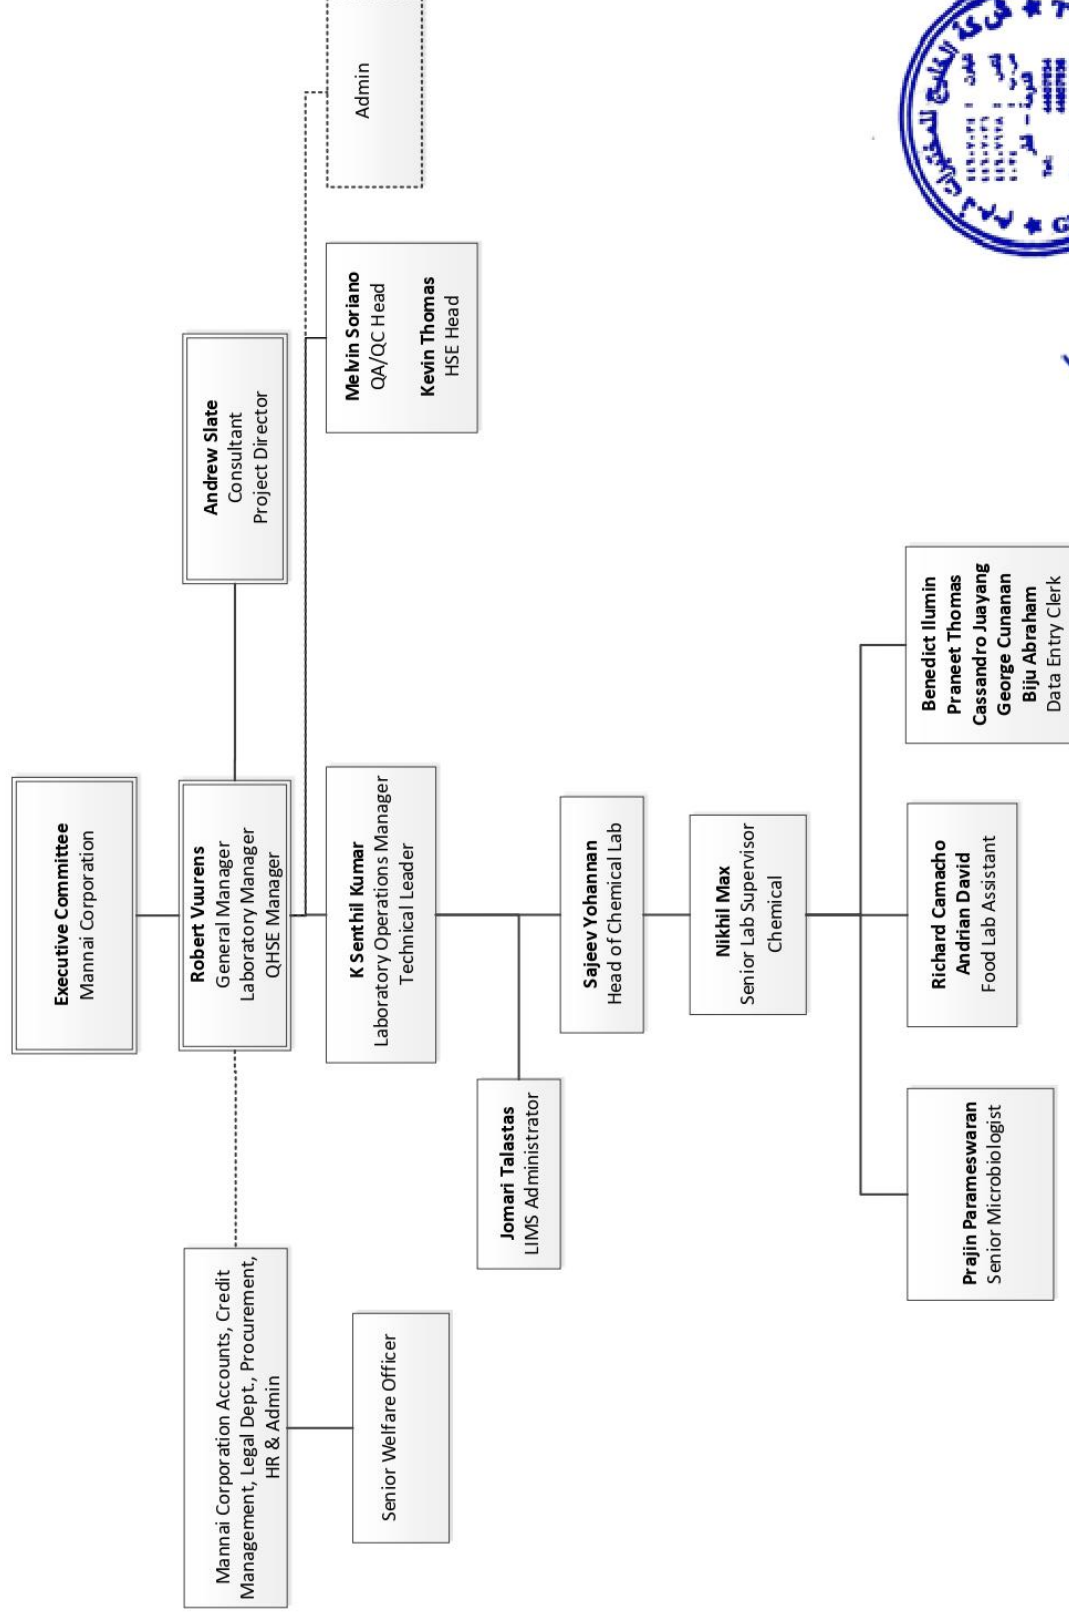 Executive Committee
Mannai Corporation
Mannai Corporation Accounts, Credit
Management, Legal Dept., Procurement,
HR & Admin
Robert Vuurens
General Manager
Laboratory Manager
QHSE Manager
Andrew Slate
Consultant
Project Director
Senior Welfare Officer
K Senthil Kumar
Laboratory Operations Manager
Technical Leader
Melvin Soriano
QA/QC Head
Kevin Thomas
HSE Head
Admin
Jomari Talastas
LIMS Administrator
Sajeev Yohannan
Head of Chemical Lab
Nikhil Max
Senior Lab Supervisor
Chemical
Prajin Parameswaran
Senior Microbiologist
Richard Camacho
Andrian David
Food Lab Assistant
Benedict Ilumin
Praneet Thomas
Cassandro Juayang
George Cunanan
Biju Abraham
Data Entry Clerk
Tel: